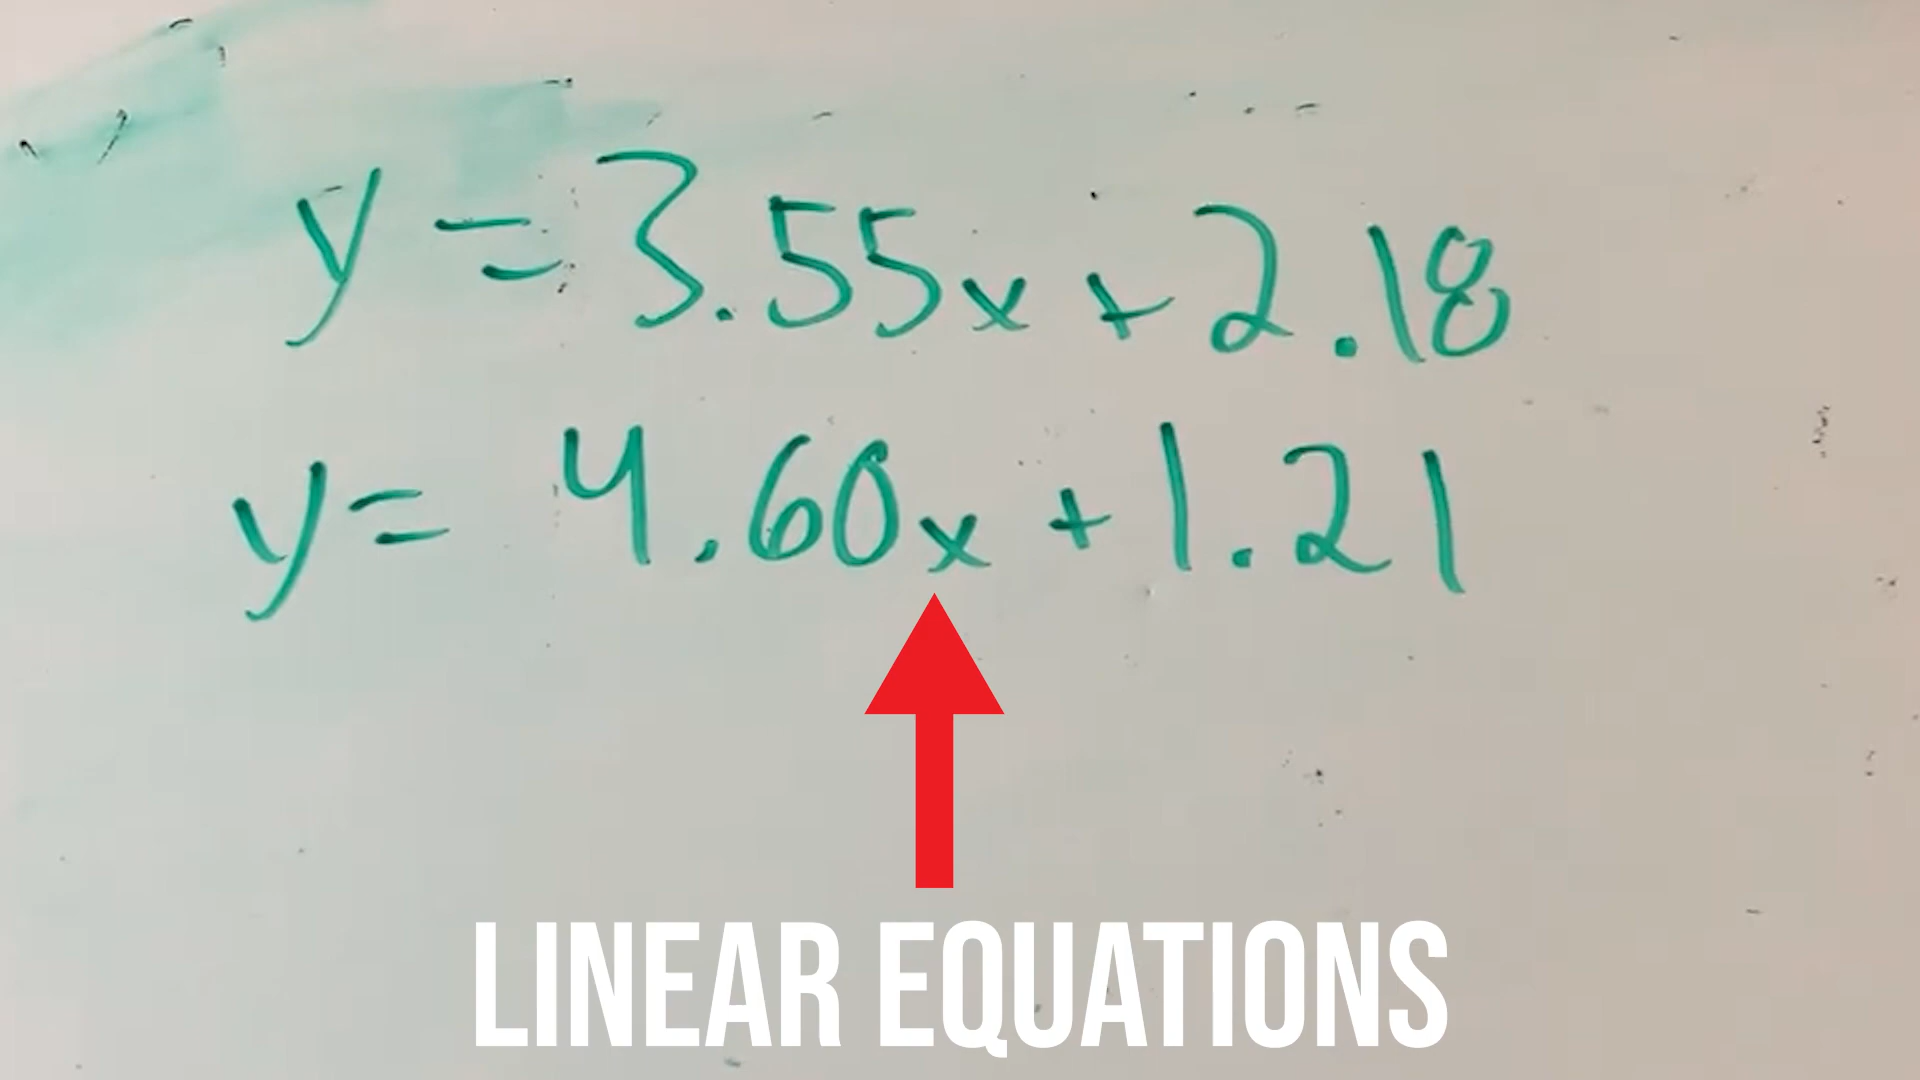 y = 3.55x + 2.18
y = 4.60x + 1.21
LINEAR EQUATIONS